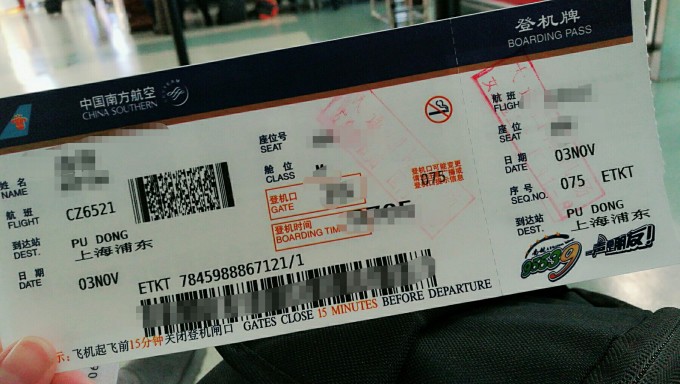 登机牌
BOARDING PASS
中国南方航空
CHINA SOUTHERN
姓名
NAME
航班
FLIGHT CZ6521
到达站 PU DONG
DEST. 上海浦东
日期
DATE 03NOV
座位号
SEAT
舱位
CLASS
登机口
GATE
登机时间
BOARDING TIME
075
ETKT 7845988867121/1
飞机起飞前15分钟关闭登机闸口 GATES CLOSE 15 MINUTES BEFORE DEPARTURE
航班
FLIGHT
座位
SEAT
日期
DATE 03NOV
序号
SEQ.NO. 075 ETKT
到达站 PU DONG
DEST. 上海浦东